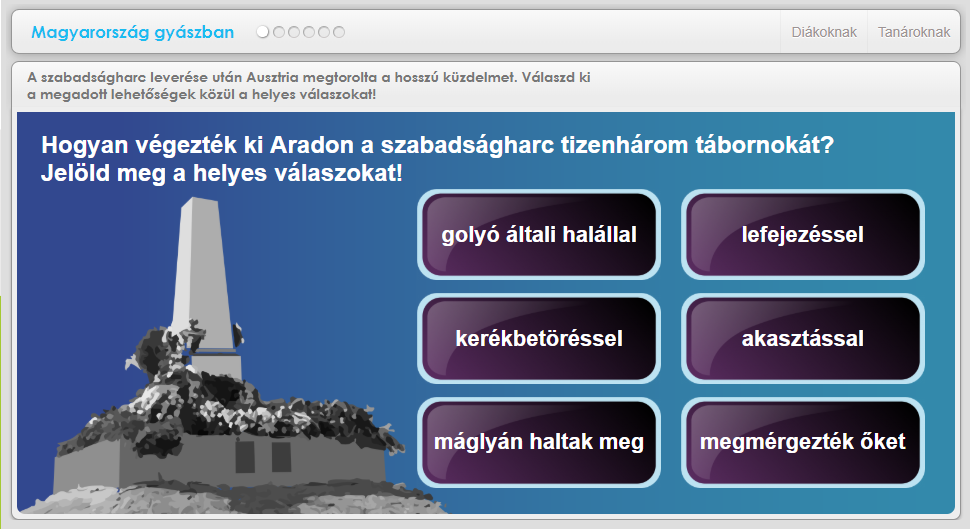 Magyarország gyászban
Diákoknak
Tanároknak
A szabadságharc leverése után Ausztria megtorolta a hosszú küzdelmet. Válaszd ki
a megadott lehetőségek közül a helyes válaszokat!
Hogyan végezték ki Aradon a szabadságharc tizenhárom tábornokát?
Jelöld meg a helyes válaszokat!
golyó általi halállal
lefejezéssel
kerékbetöréssel
akasztással
máglyán haltak meg
megmérgezték őket